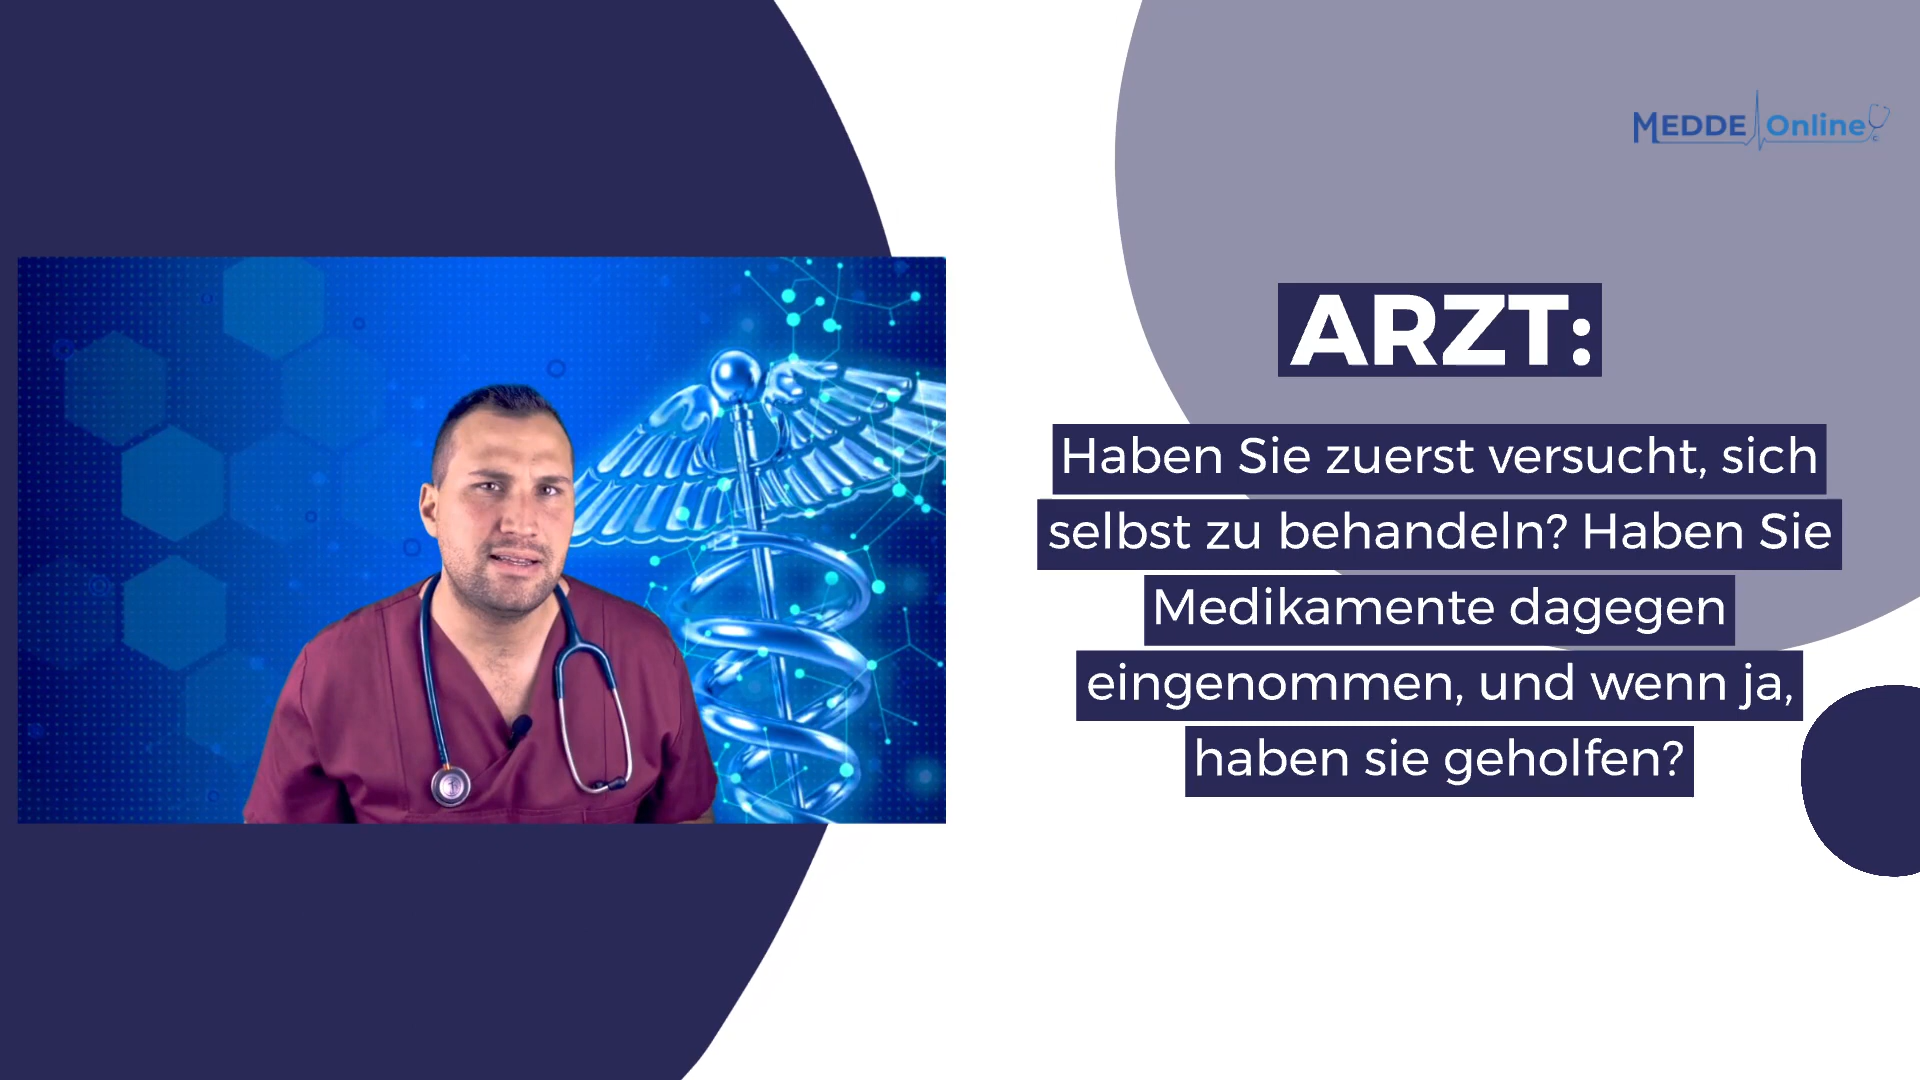 MEDDE Online
ARZT:
Haben Sie zuerst versucht, sich
selbst zu behandeln? Haben Sie
Medikamente dagegen
eingenommen, und wenn ja,
haben sie geholfen?